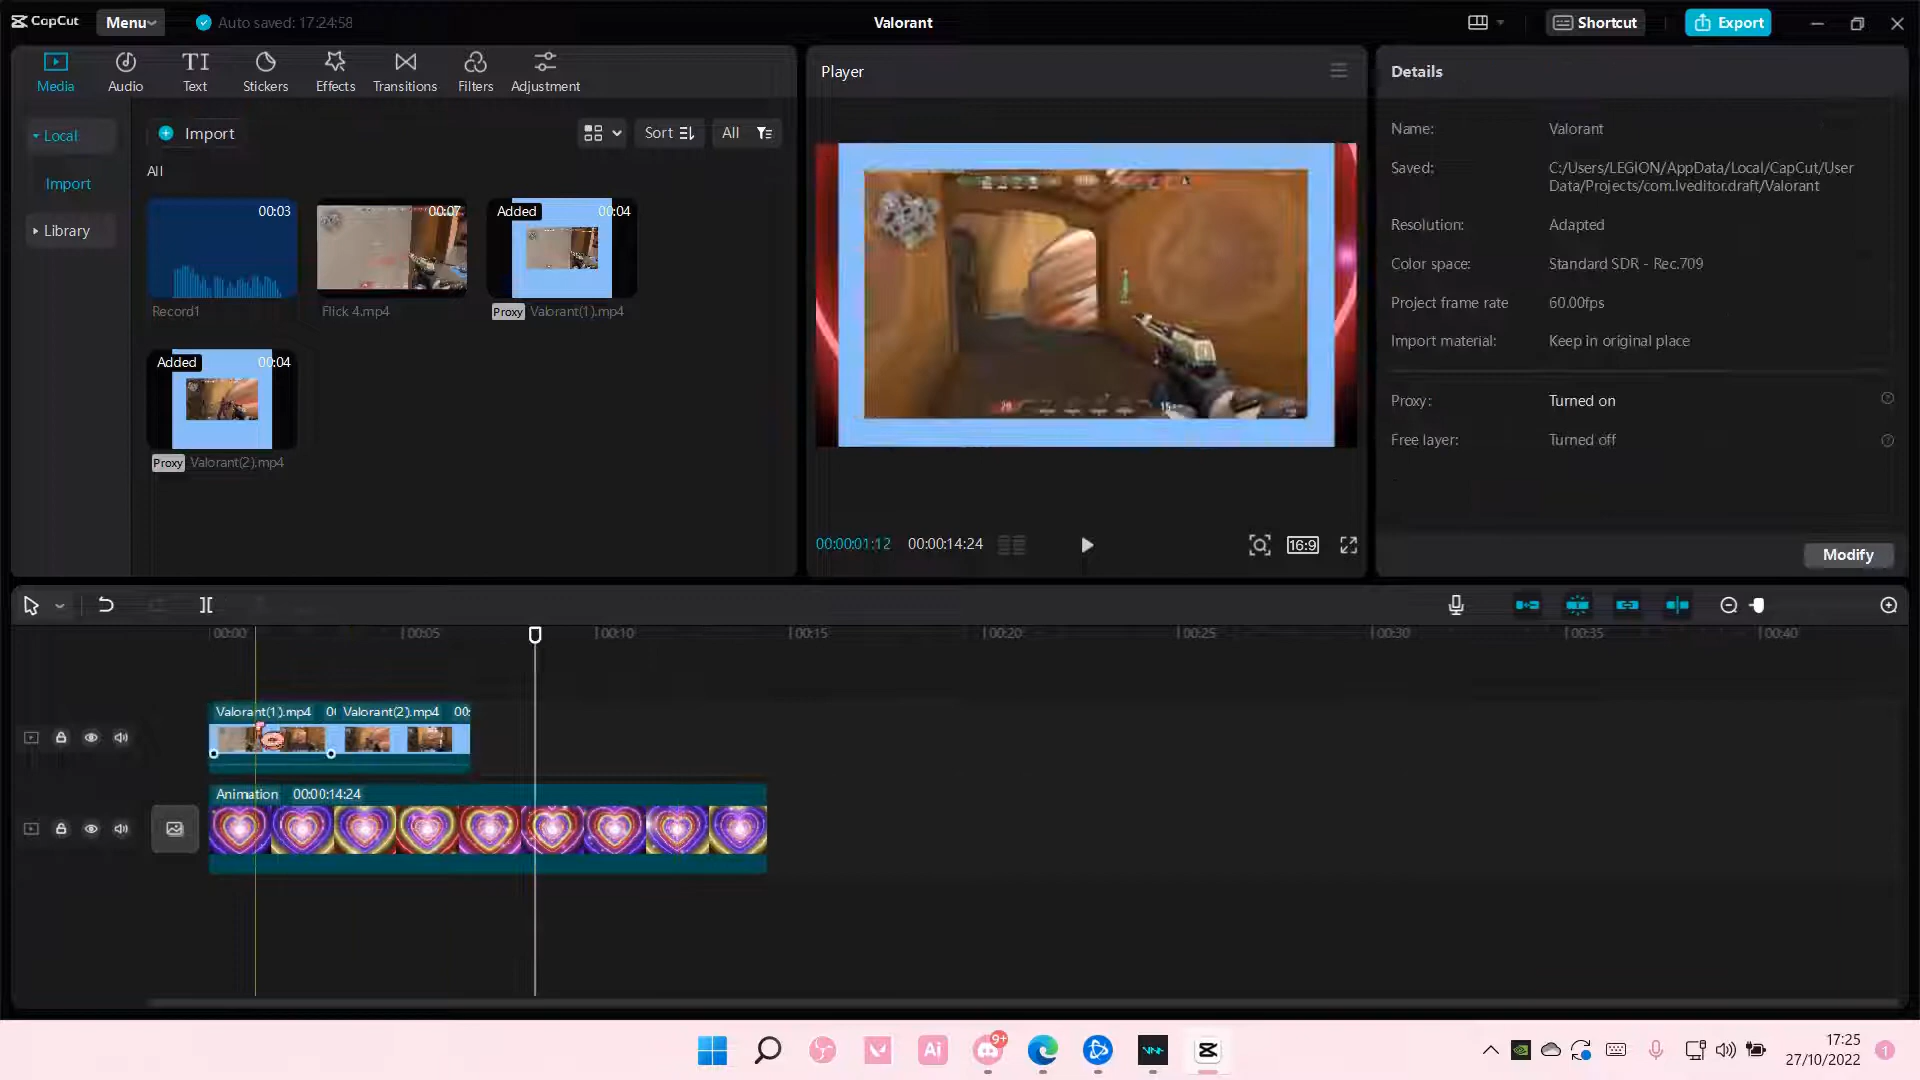 CapCut Menu Auto saved: 17:24:58 Valorant Shortcut Export
Media Audio Text Stickers Effects Transitions Filters Adjustment
Player
Details
Local
Import
Library
Import
Sort All
All
00:03
Record1
00:07
Flick 4.mp4
Added 00:04
Proxy Valorant(1).mp4
Added 00:04
Proxy Valorant(2).mp4
00:00:01:12 00:00:14:24
16:9
Name: Valorant
Saved: C:/Users/LEGION/AppData/Local/CapCut/User
Data/Projects/com.lveditor.draft/Valorant
Resolution: Adapted
Color space: Standard SDR - Rec.709
Project frame rate 60.00fps
Import material: Keep in original place
Proxy: Turned on
Free layer: Turned off
Modify
00:00 00:05 00:10 00:15 00:20 00:25 00:30 00:35 00:40
Valorant(1).mp4 Valorant(2).mp4 00:
Animation 00:00:14:24
Ai
9+
17:25
27/10/2022
1